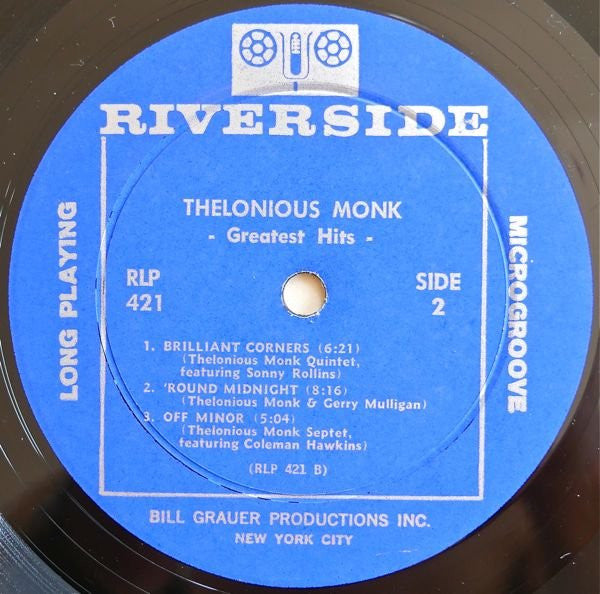 RIVERSIDE
THELONIOUS MONK
- Greatest Hits -
RLP
421
SIDE
2
LONG PLAYING
MICROGROOVE
1. BRILLIANT CORNERS (6:21)
(Thelonious Monk Quintet,
featuring Sonny Rollins)
2. 'ROUND MIDNIGHT (8:16)
(Thelonious Monk & Gerry Mulligan)
3. OFF MINOR (5:04)
(Thelonious Monk Septet,
featuring Coleman Hawkins)
(RLP 421 B)
BILL GRAUER PRODUCTIONS INC.
NEW YORK CITY